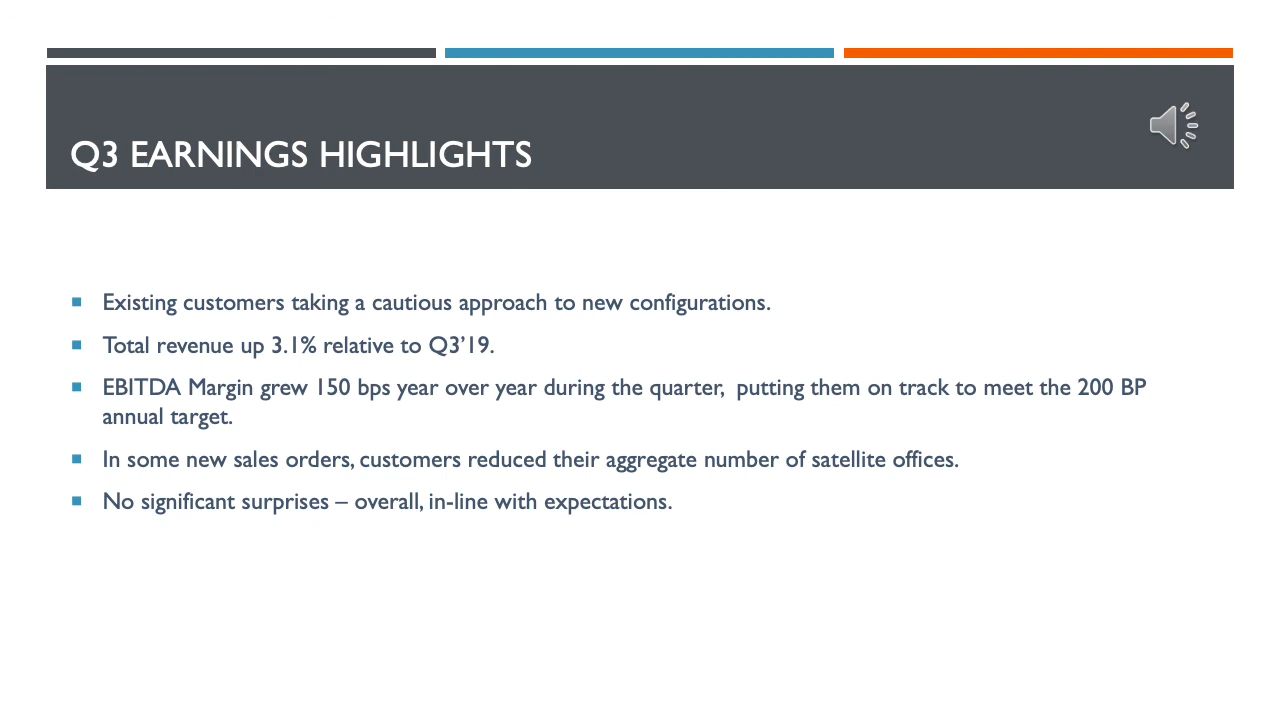 Q3 EARNINGS HIGHLIGHTS
Existing customers taking a cautious approach to new configurations.
Total revenue up 3.1% relative to Q3’19.
EBITDA Margin grew 150 bps year over year during the quarter,  putting them on track to meet the 200 BP
annual target.
In some new sales orders, customers reduced their aggregate number of satellite offices.
No significant surprises – overall, in-line with expectations.